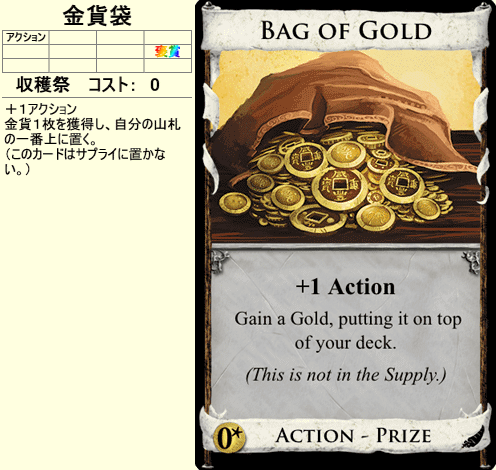 金貨袋
アクション
褒賞
収穫祭　コスト：　0
＋1アクション
金貨1枚を獲得し、自分の山札
の一番上に置く。
（このカードはサプライに置かな
い。）
BAG OF GOLD
+1 Action
Gain a Gold, putting it on top
of your deck.
(This is not in the Supply.)
0*
ACTION - PRIZE